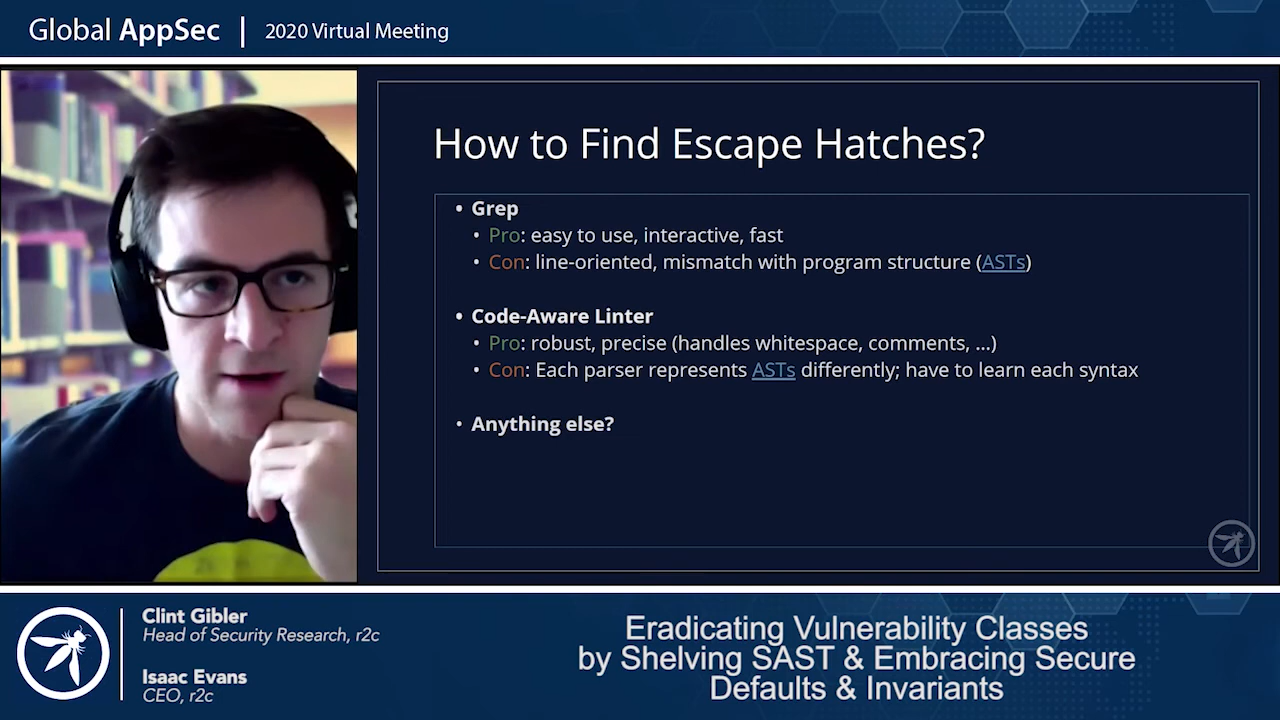 Global AppSec | 2020 Virtual Meeting
How to Find Escape Hatches?
• Grep
• Pro: easy to use, interactive, fast
• Con: line-oriented, mismatch with program structure (ASTs)
• Code-Aware Linter
• Pro: robust, precise (handles whitespace, comments, ...)
• Con: Each parser represents ASTs differently; have to learn each syntax
• Anything else?
Clint Gibler
Head of Security Research, r2c
Isaac Evans
CEO, r2c
Eradicating Vulnerability Classes
by Shelving SAST & Embracing Secure
Defaults & Invariants